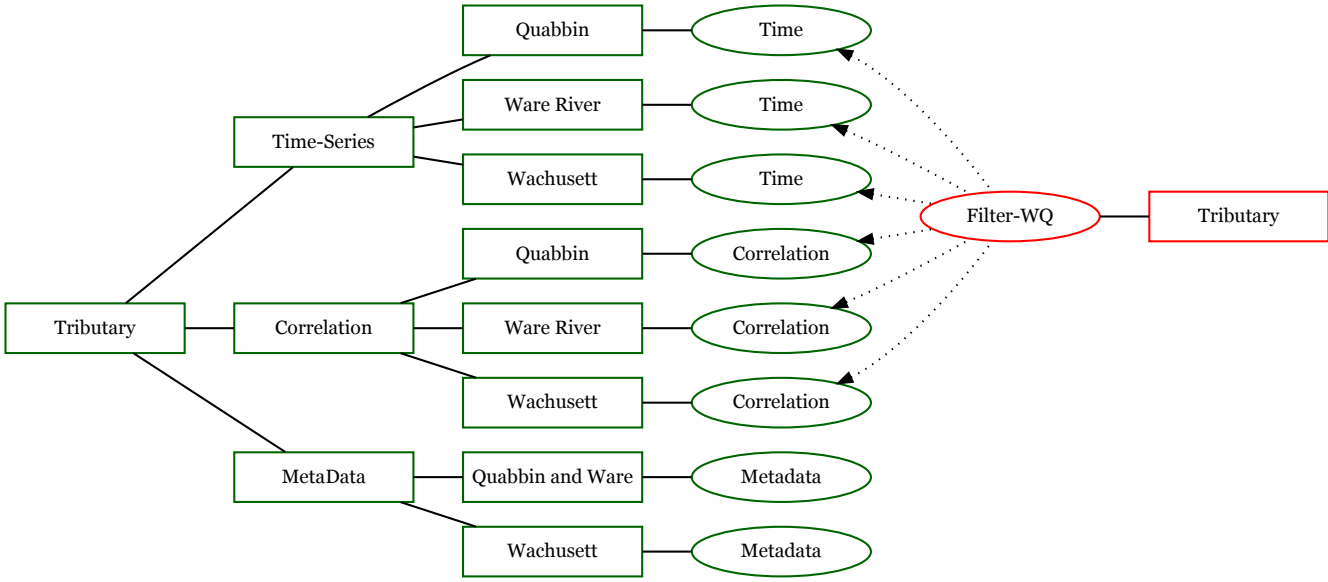 Quabbin
Time
Ware River
Time
Time-Series
Wachusett
Time
Filter-WQ
Tributary
Quabbin
Correlation
Tributary
Correlation
Ware River
Correlation
Wachusett
Correlation
MetaData
Quabbin and Ware
Metadata
Wachusett
Metadata